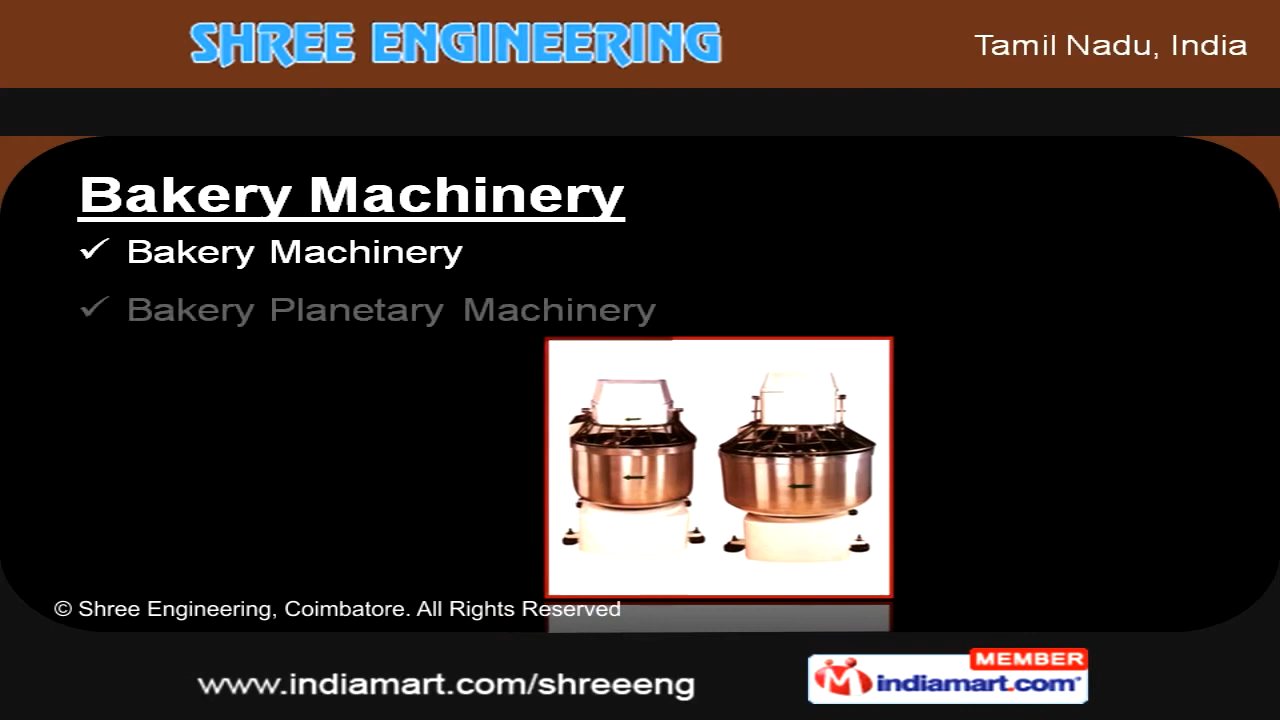 SHREE ENGINEERING
Tamil Nadu, India
Bakery Machinery
✓ Bakery Machinery
✓ Bakery Planetary Machinery
© Shree Engineering, Coimbatore. All Rights Reserved
www.indiamart.com/shreeeng
MEMBER
indiamart.com